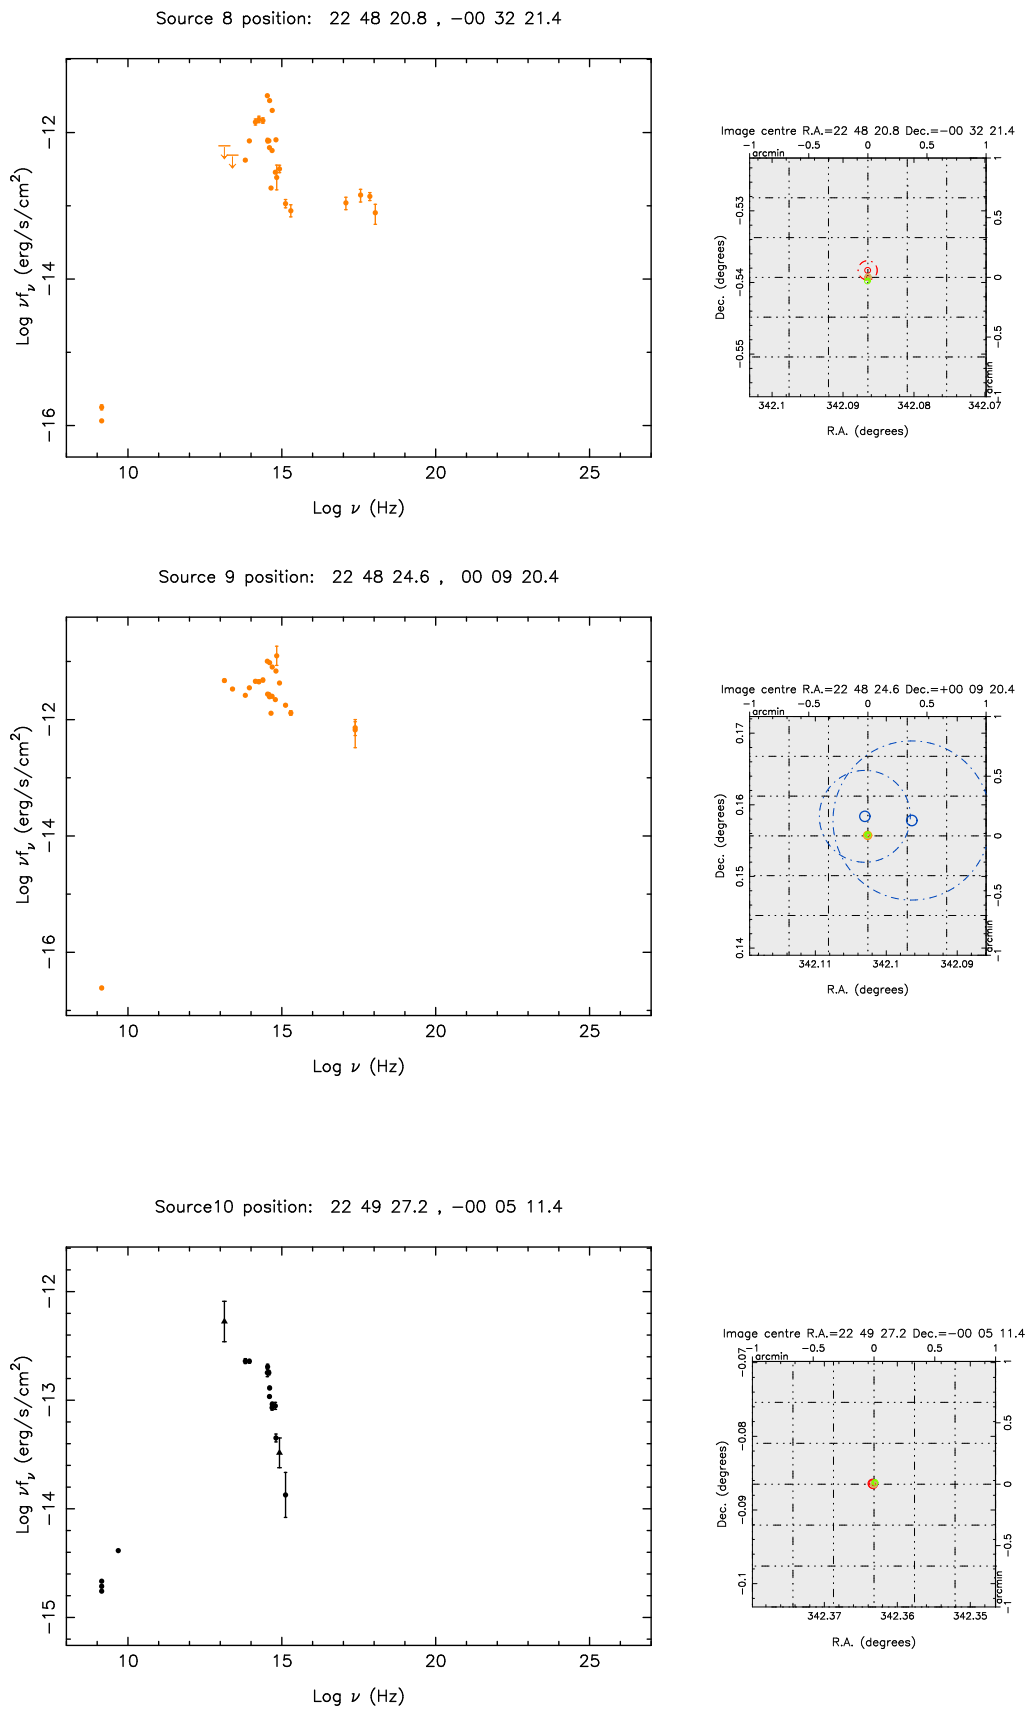 Source 8 position: 22 48 20.8 , −00 32 21.4
Log νfν (erg/s/cm²)
−12
−14
−16
10 15 20 25
Log ν (Hz)
Image centre R.A.=22 48 20.8 Dec.=−00 32 21.4
arcmin
−1 −0.5 0 0.5 1
Dec. (degrees)
−0.53
−0.54
−0.55
1
0.5
0
−0.5
−1
arcmin
342.1 342.09 342.08 342.07
R.A. (degrees)
Source 9 position: 22 48 24.6 , 00 09 20.4
Log νfν (erg/s/cm²)
−12
−14
−16
10 15 20 25
Log ν (Hz)
Image centre R.A.=22 48 24.6 Dec.=+00 09 20.4
arcmin
−1 −0.5 0 0.5 1
Dec. (degrees)
0.17
0.16
0.15
0.14
1
0.5
0
−0.5
−1
arcmin
342.11 342.1 342.09
R.A. (degrees)
Source10 position: 22 49 27.2 , −00 05 11.4
Log νfν (erg/s/cm²)
−12
−13
−14
−15
10 15 20 25
Log ν (Hz)
Image centre R.A.=22 49 27.2 Dec.=−00 05 11.4
arcmin
−1 −0.5 0 0.5 1
Dec. (degrees)
−0.07
−0.08
−0.09
−0.1
1
0.5
0
−0.5
−1
arcmin
342.37 342.36 342.35
R.A. (degrees)